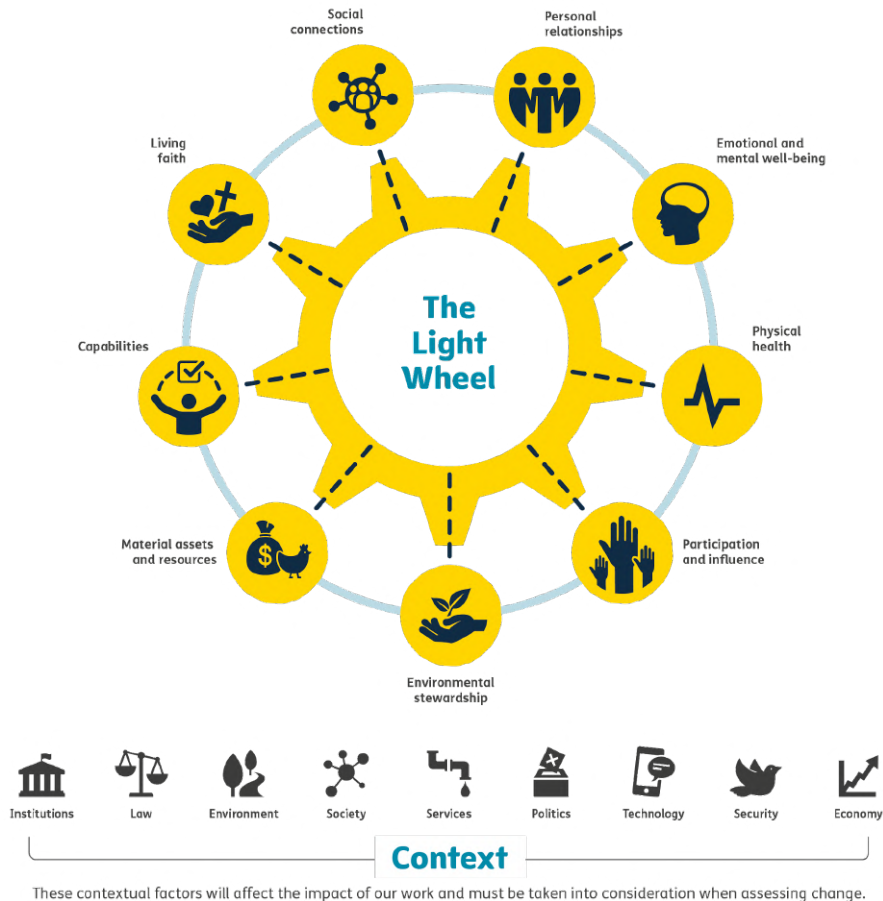 Social
connections
Personal
relationships
Living
faith
Emotional and
mental well-being
Capabilities
The
Light
Wheel
Physical
health
$
Material assets
and resources
Participation
and influence
Environmental
stewardship
Institutions
Law
Environment
Society
Services
Politics
Technology
Security
Economy
Context
These contextual factors will affect the impact of our work and must be taken into consideration when assessing change.